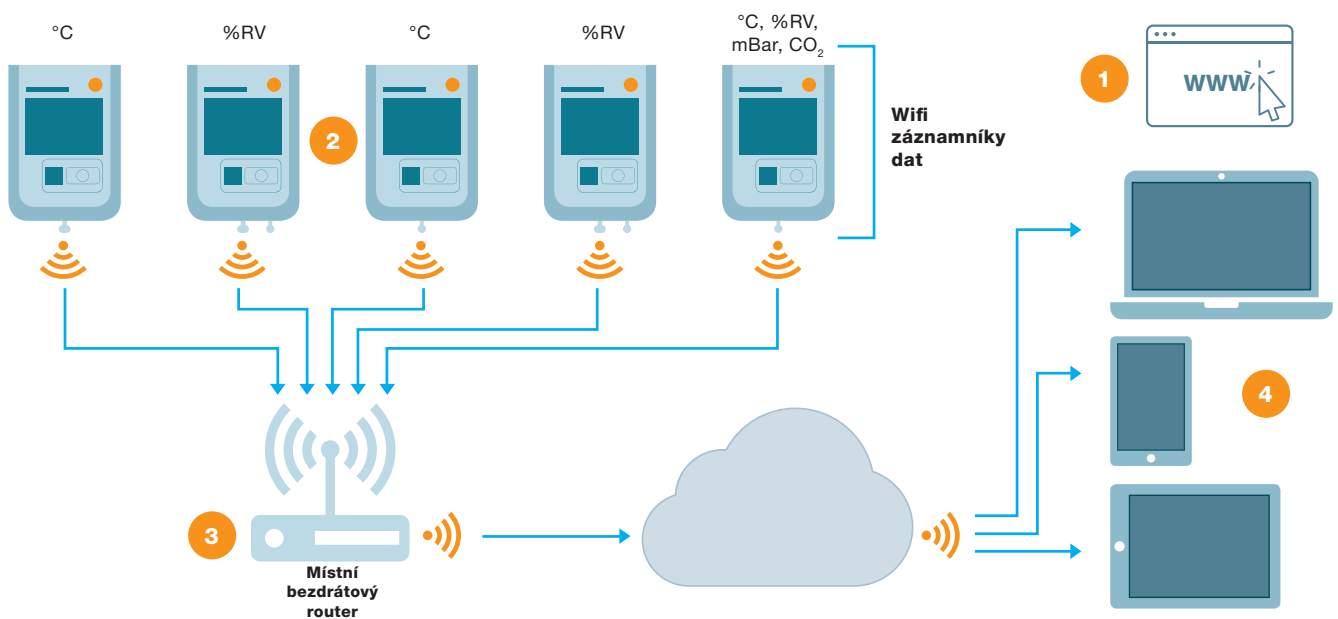 °C
%RV
°C
%RV
°C, %RV,
mBar, CO₂
1
www
2
Wifi
záznamníky
dat
4
3
Místní
bezdrátový
router